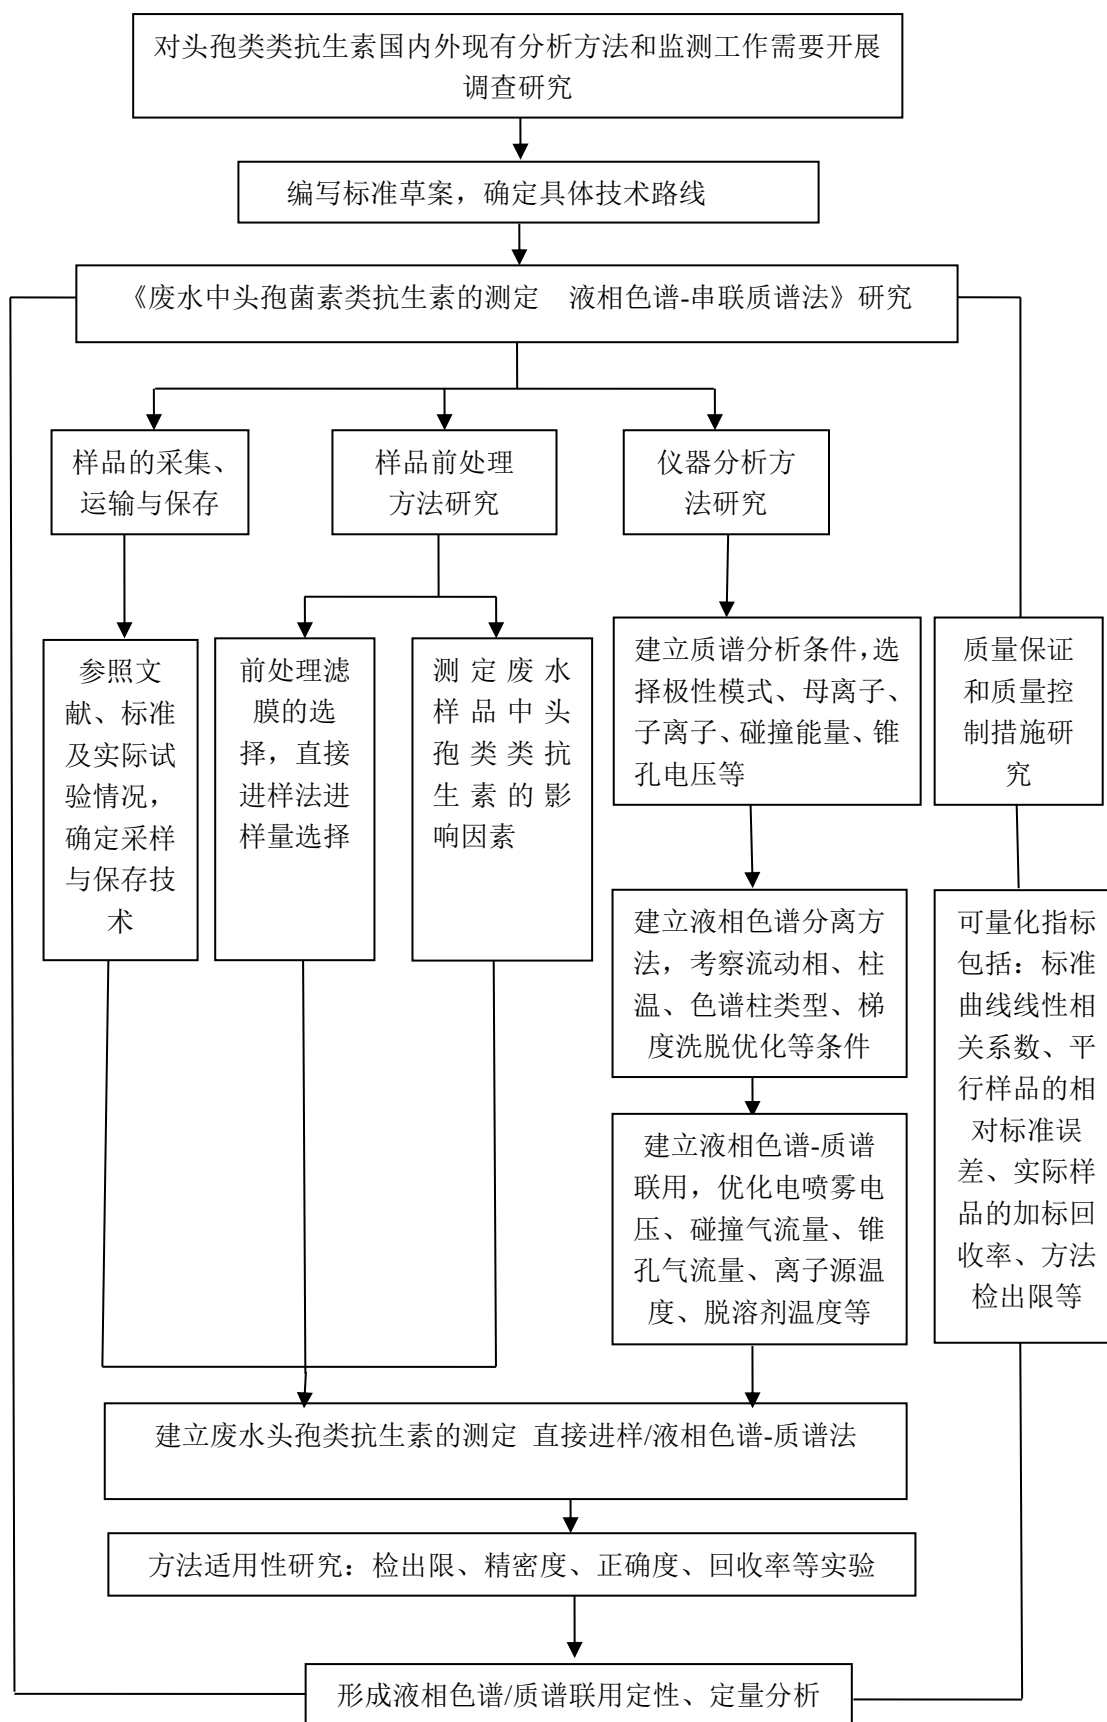 对头孢类类抗生素国内外现有分析方法和监测工作需要开展
调查研究
编写标准草案，确定具体技术路线
《废水中头孢菌素类抗生素的测定　液相色谱-串联质谱法》研究
样品的采集、
运输与保存
样品前处理
方法研究
仪器分析方
法研究
参照文
献、标准
及实际试
验情况，
确定采样
与保存技
术
前处理滤
膜的选
择，直接
进样法进
样量选择
测定废水
样品中头
孢类类抗
生素的影
响因素
建立质谱分析条件，选
择极性模式、母离子、
子离子、碰撞能量、锥
孔电压等
质量保证
和质量控
制措施研
究
建立液相色谱分离方
法，考察流动相、柱
温、色谱柱类型、梯
度洗脱优化等条件
可量化指标
包括：标准
曲线线性相
关系数、平
行样品的相
对标准误
差、实际样
品的加标回
收率、方法
检出限等
建立液相色谱-质谱
联用，优化电喷雾电
压、碰撞气流量、锥
孔气流量、离子源温
度、脱溶剂温度等
建立废水头孢类抗生素的测定 直接进样/液相色谱-质谱法
方法适用性研究：检出限、精密度、正确度、回收率等实验
形成液相色谱/质谱联用定性、定量分析